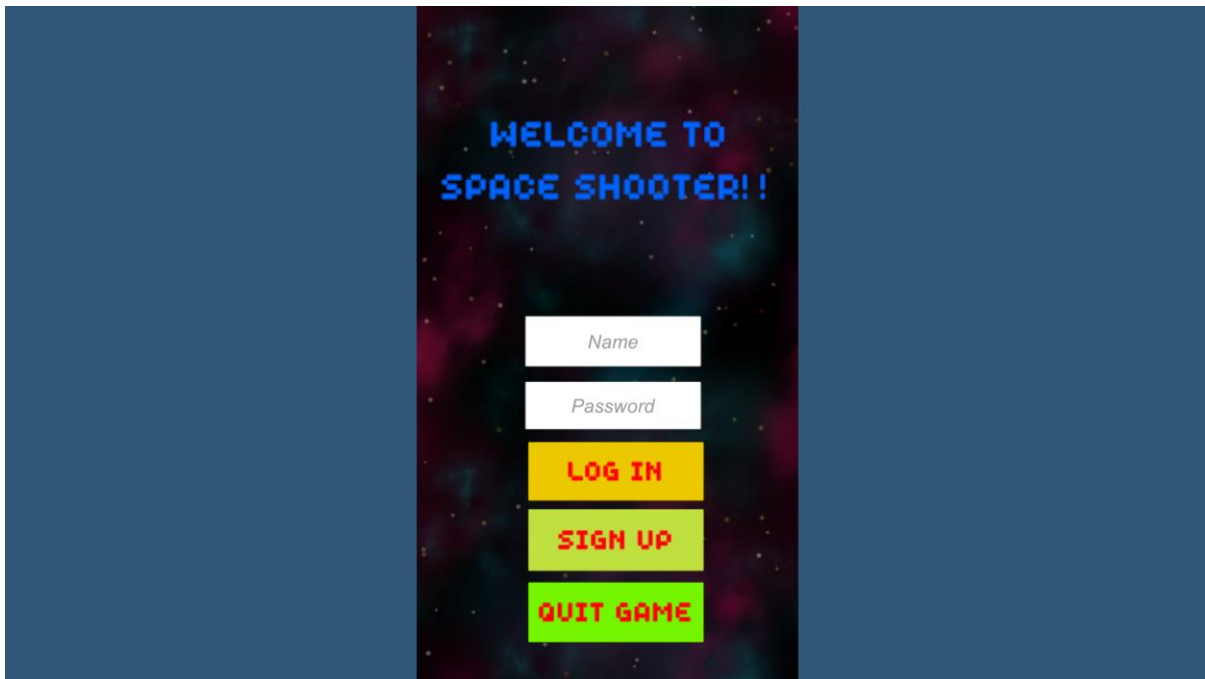 WELCOME TO
SPACE SHOOTER!!
Name
Password
LOG IN
SIGN UP
QUIT GAME